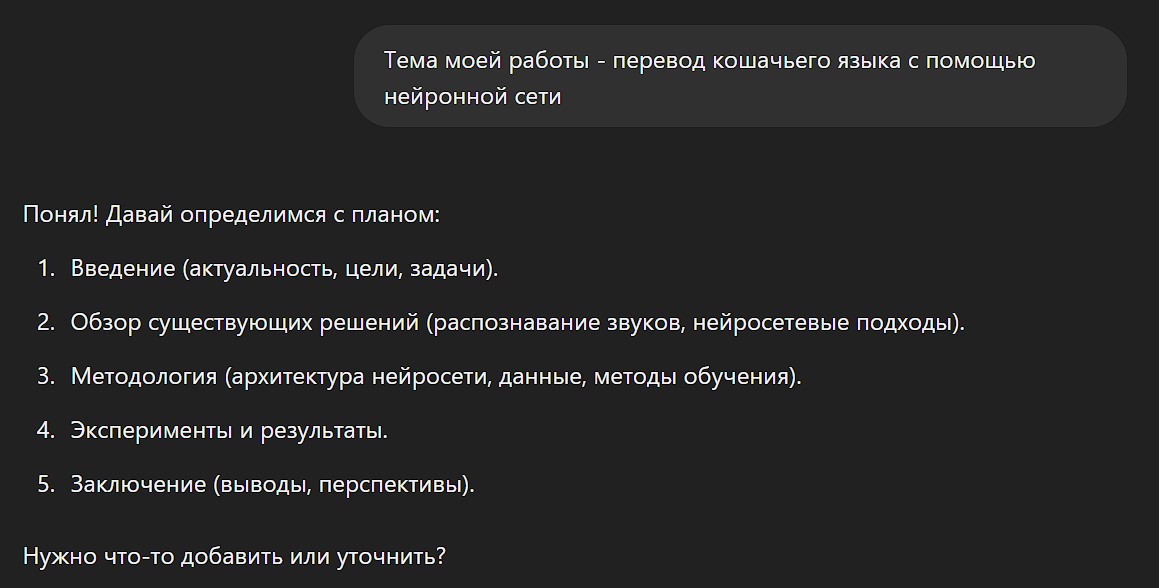 Тема моей работы - перевод кошачьего языка с помощью
нейронной сети
Понял! Давай определимся с планом:
1. Введение (актуальность, цели, задачи).
2. Обзор существующих решений (распознавание звуков, нейросетевые подходы).
3. Методология (архитектура нейросети, данные, методы обучения).
4. Эксперименты и результаты.
5. Заключение (выводы, перспективы).
Нужно что-то добавить или уточнить?